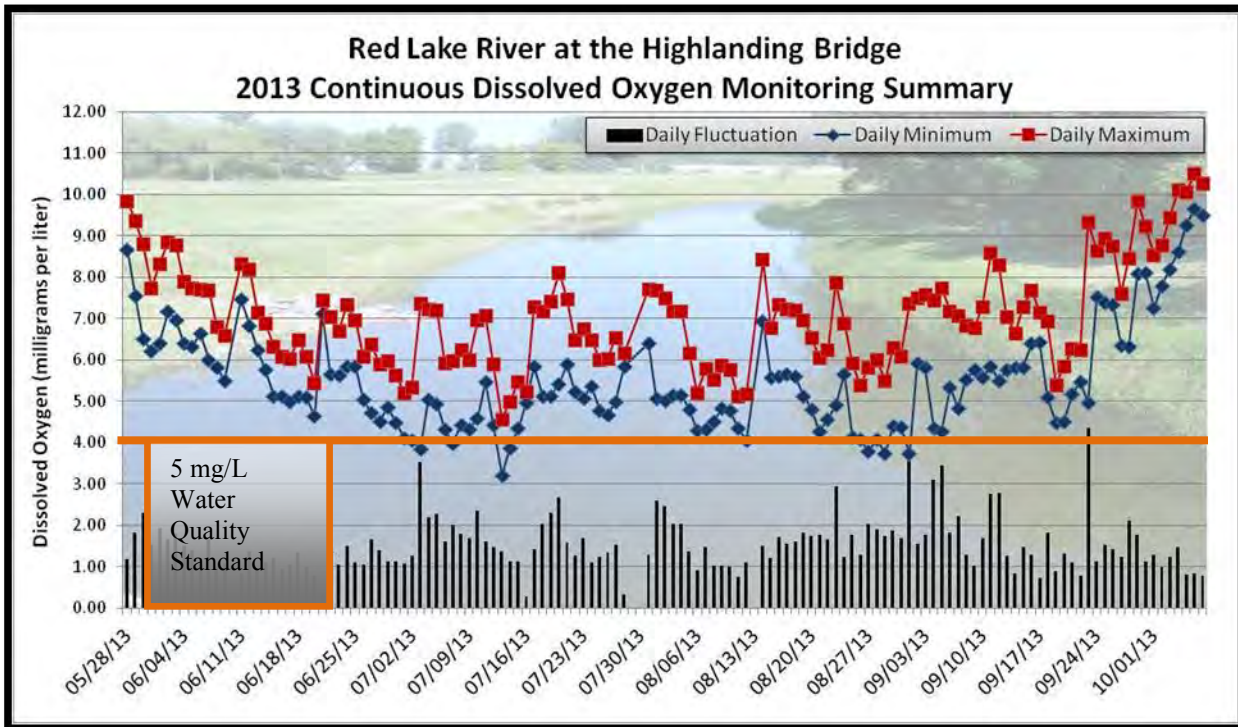 Red Lake River at the Highlanding Bridge
2013 Continuous Dissolved Oxygen Monitoring Summary
Daily Fluctuation Daily Minimum Daily Maximum
Dissolved Oxygen (milligrams per liter)
12.00
11.00
10.00
9.00
8.00
7.00
6.00
5.00
4.00
3.00
2.00
1.00
0.00
5 mg/L
Water
Quality
Standard
05/28/13 06/04/13 06/11/13 06/18/13 06/25/13 07/02/13 07/09/13 07/16/13 07/23/13 07/30/13 08/06/13 08/13/13 08/20/13 08/27/13 09/03/13 09/10/13 09/17/13 09/24/13 10/01/13